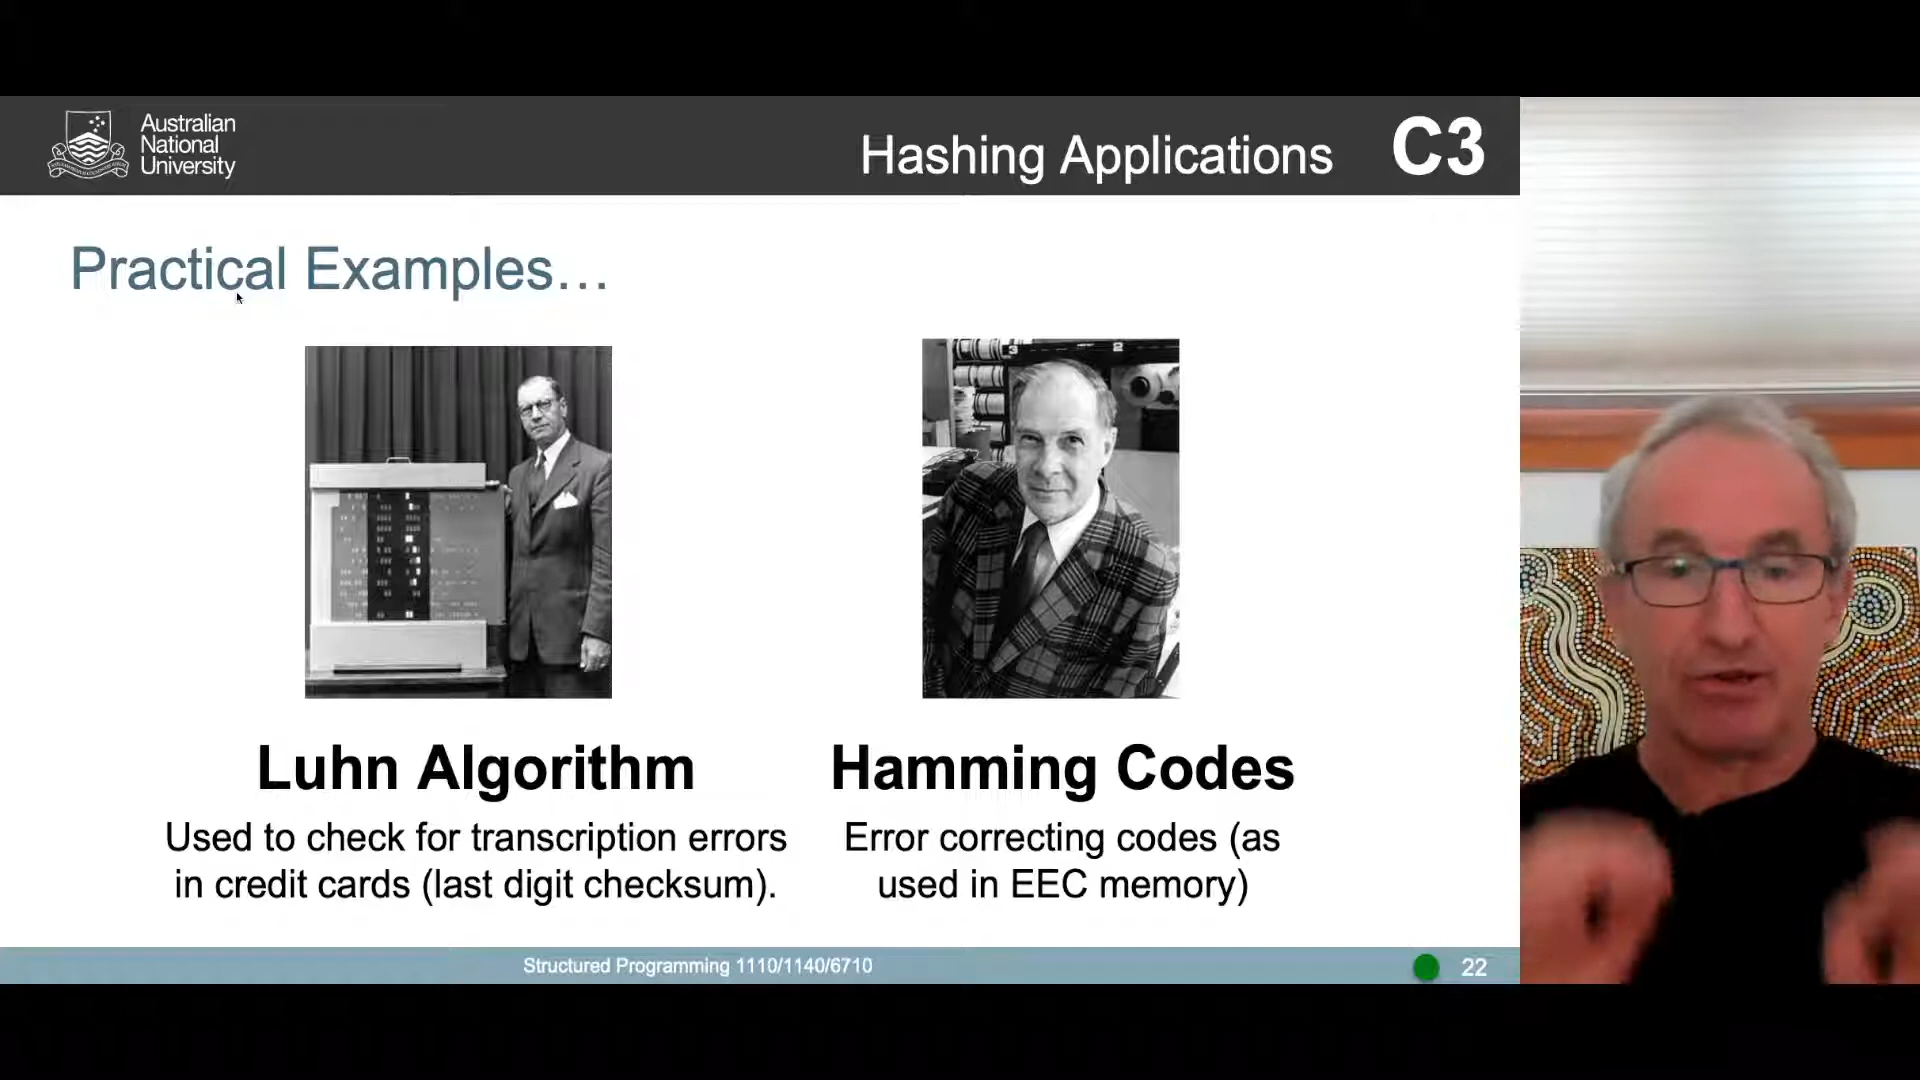 Australian
National
University
Hashing Applications
C3
Practical Examples…
3
2
Luhn Algorithm
Used to check for transcription errors
in credit cards (last digit checksum).
Hamming Codes
Error correcting codes (as
used in EEC memory)
Structured Programming 1110/1140/6710
22